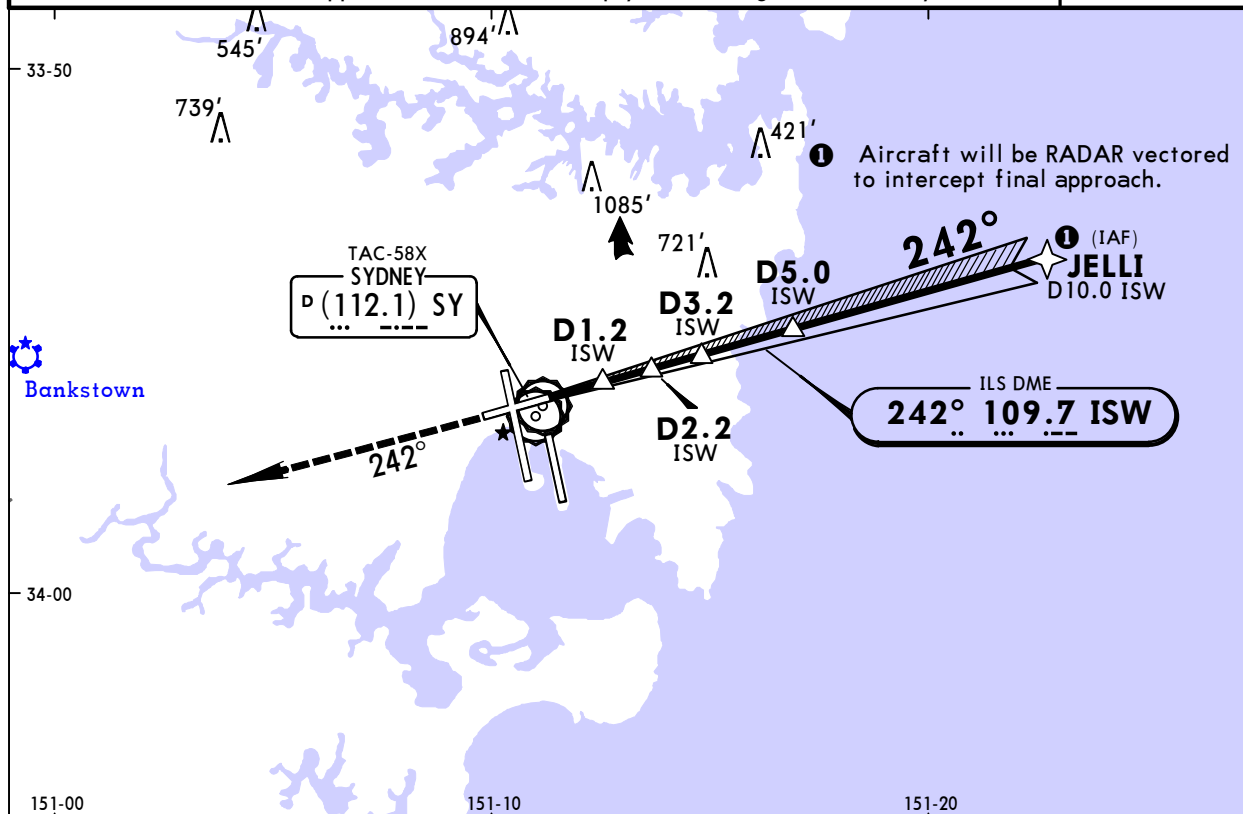 545'
894'
33-50
739'
421'
❶ Aircraft will be RADAR vectored
to intercept final approach.
1085'
721'
242°
❶ (IAF)
JELLI
D10.0 ISW
TAC-58X
SYDNEY
D (112.1) SY
D5.0
ISW
D3.2
ISW
D1.2
ISW
Bankstown
ILS DME
242° 109.7 ISW
D2.2
ISW
242°
34-00
151-00
151-10
151-20